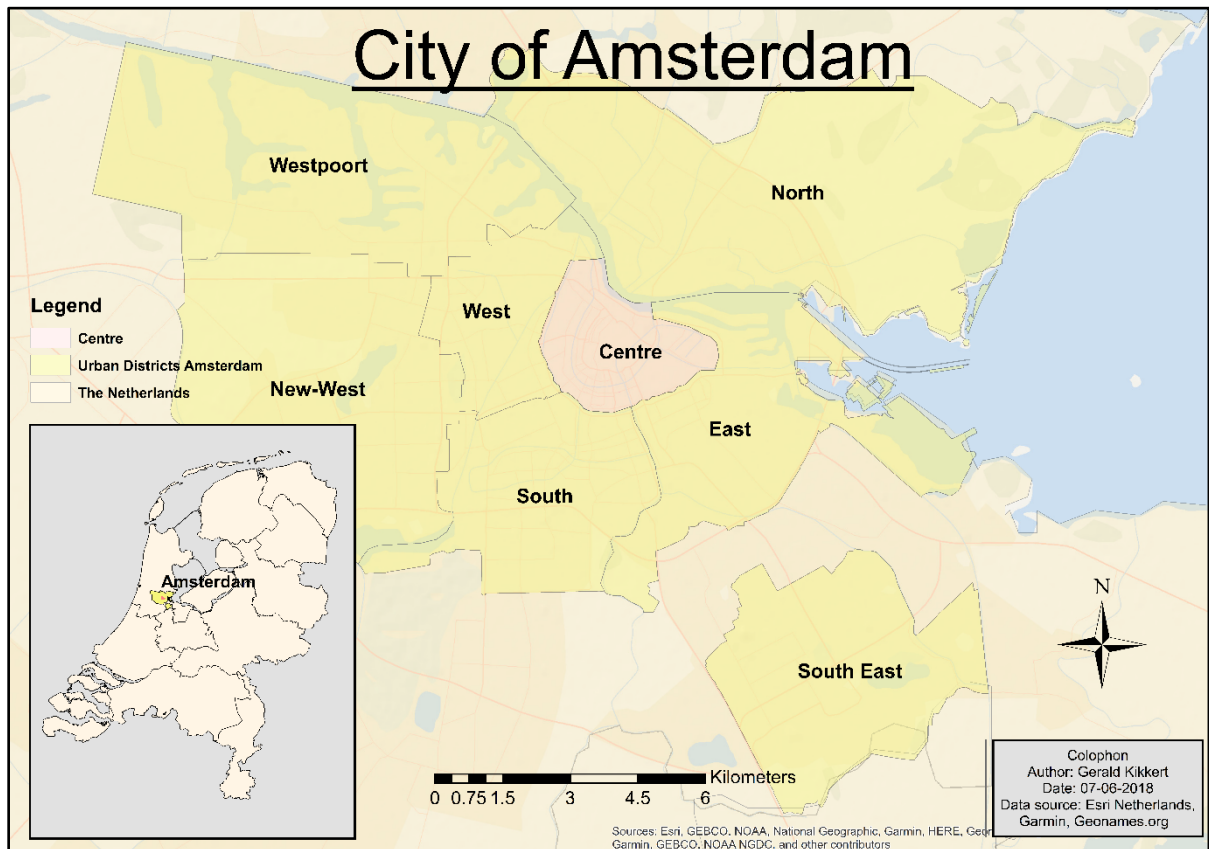 City of Amsterdam
Westpoort
North
West
Centre
New-West
East
South
South East
Legend
Centre
Urban Districts Amsterdam
The Netherlands
Amsterdam
N
Kilometers
0 0.75 1.5 3 4.5 6
Colophon
Author: Gerald Kikkert
Date: 07-06-2018
Data source: Esri Netherlands,
Garmin, Geonames.org
Sources: Esri, GEBCO, NOAA, National Geographic, Garmin, HERE,
Garmin, GEBCO, NOAA NGDC, and other contributors